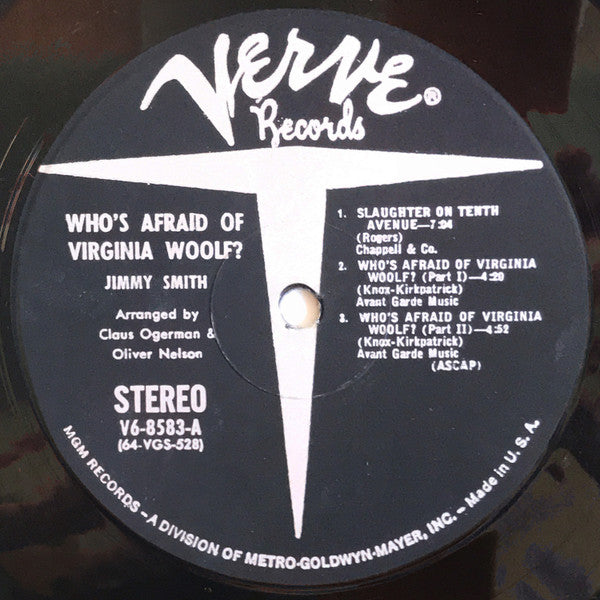 VERVE®
Records
WHO'S AFRAID OF
VIRGINIA WOOLF?
JIMMY SMITH
Arranged by
Claus Ogerman &
Oliver Nelson
STEREO
V6-8583-A
(64-VGS-528)
1. SLAUGHTER ON TENTH
AVENUE—7:04
(Rogers)
Chappell & Co.
2. WHO'S AFRAID OF VIRGINIA
WOOLF? (Part I)—4:20
(Knox-Kirkpatrick)
Avant Garde Music
3. WHO'S AFRAID OF VIRGINIA
WOOLF? (Part II)—4:52
(Knox-Kirkpatrick)
Avant Garde Music
(ASCAP)
MGM RECORDS – A DIVISION OF METRO-GOLDWYN-MAYER, INC. – Made in U.S.A.